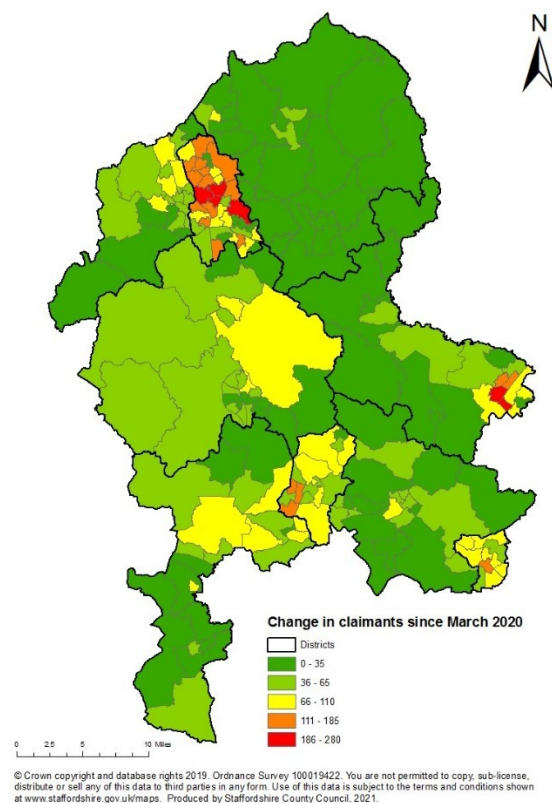 N
Change in claimants since March 2020
Districts
0 - 35
36 - 65
66 - 110
111 - 185
186 - 280
0 2.5 5 10 Miles
© Crown copyright and database rights 2019. Ordnance Survey 100019422. You are not permitted to copy, sub-license,
distribute or sell any of this data to third parties in any form. Use of this data is subject to the terms and conditions shown
at www.staffordshire.gov.uk/maps. Produced by Staffordshire County Council, 2021.